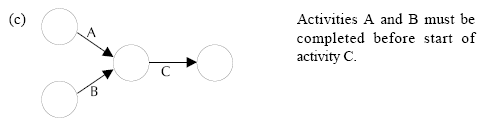 (c)
A
B
C
Activities A and B must be
completed before start of
activity C.